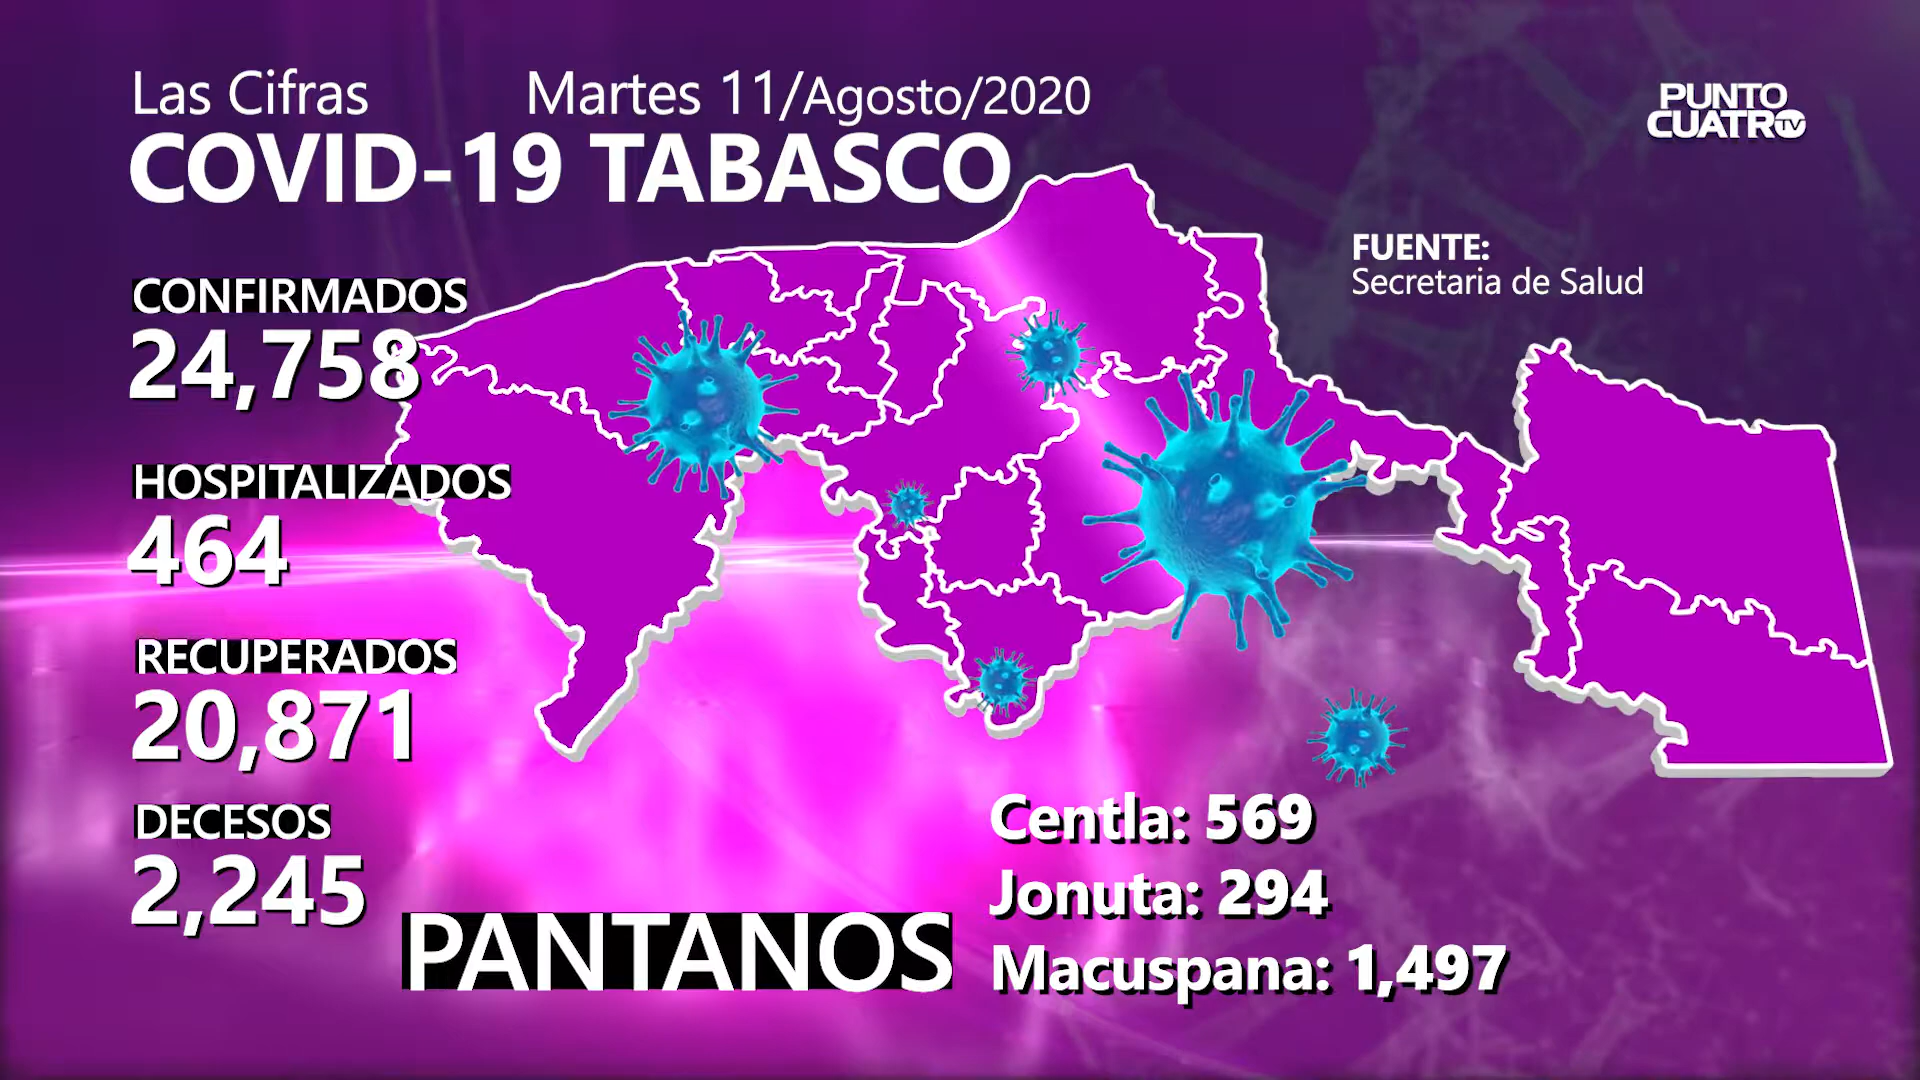 Las Cifras
Martes 11/Agosto/2020
COVID-19 TABASCO
PUNTO
CUATRO TV
FUENTE:
Secretaria de Salud
CONFIRMADOS
24,758
HOSPITALIZADOS
464
RECUPERADOS
20,871
DECESOS
2,245
PANTANOS
Centla: 569
Jonuta: 294
Macuspana: 1,497